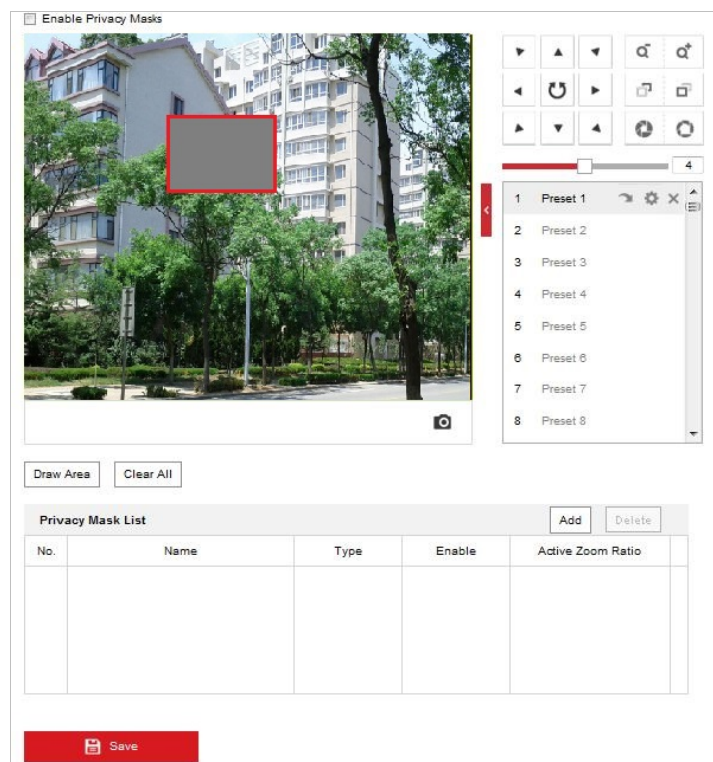 Enable Privacy Masks
4
1 Preset 1
2 Preset 2
3 Preset 3
4 Preset 4
5 Preset 5
6 Preset 6
7 Preset 7
8 Preset 8
Draw Area Clear All
Privacy Mask List Add Delete
No. Name Type Enable Active Zoom Ratio
Save